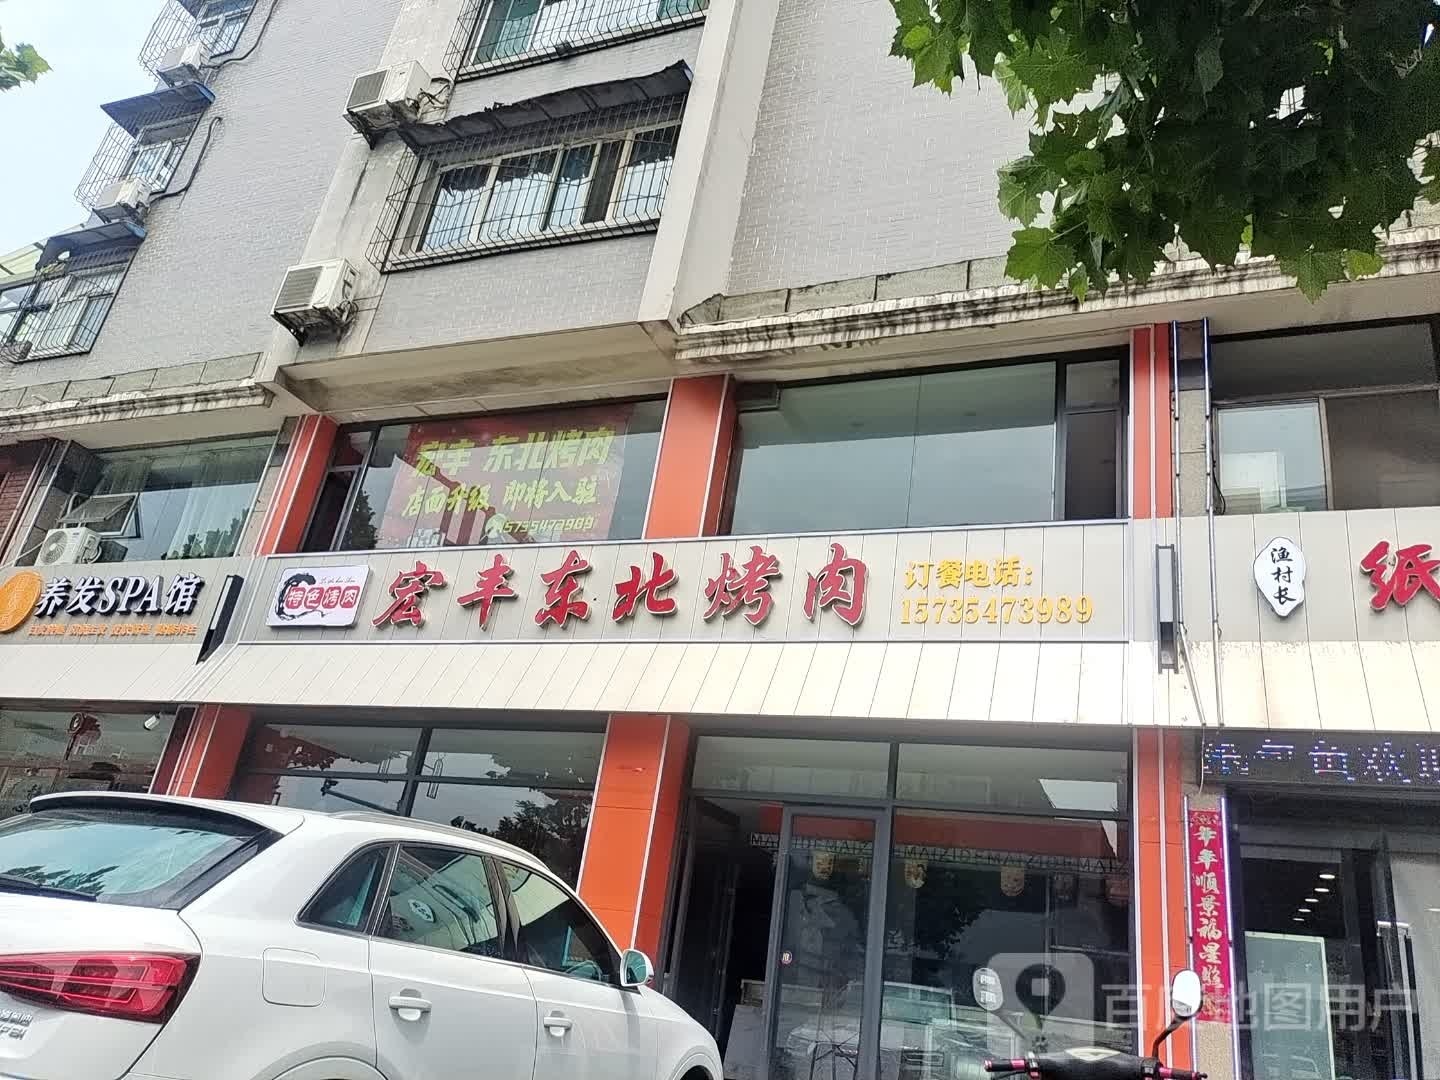 宏丰 东北烤肉
店面升级 即将入驻
15735473989
养发SPA馆
特色烤肉
宏丰东北烤肉
订餐电话：
15735473989
渔村长
纸
年年顺景福星照
百度地图用户